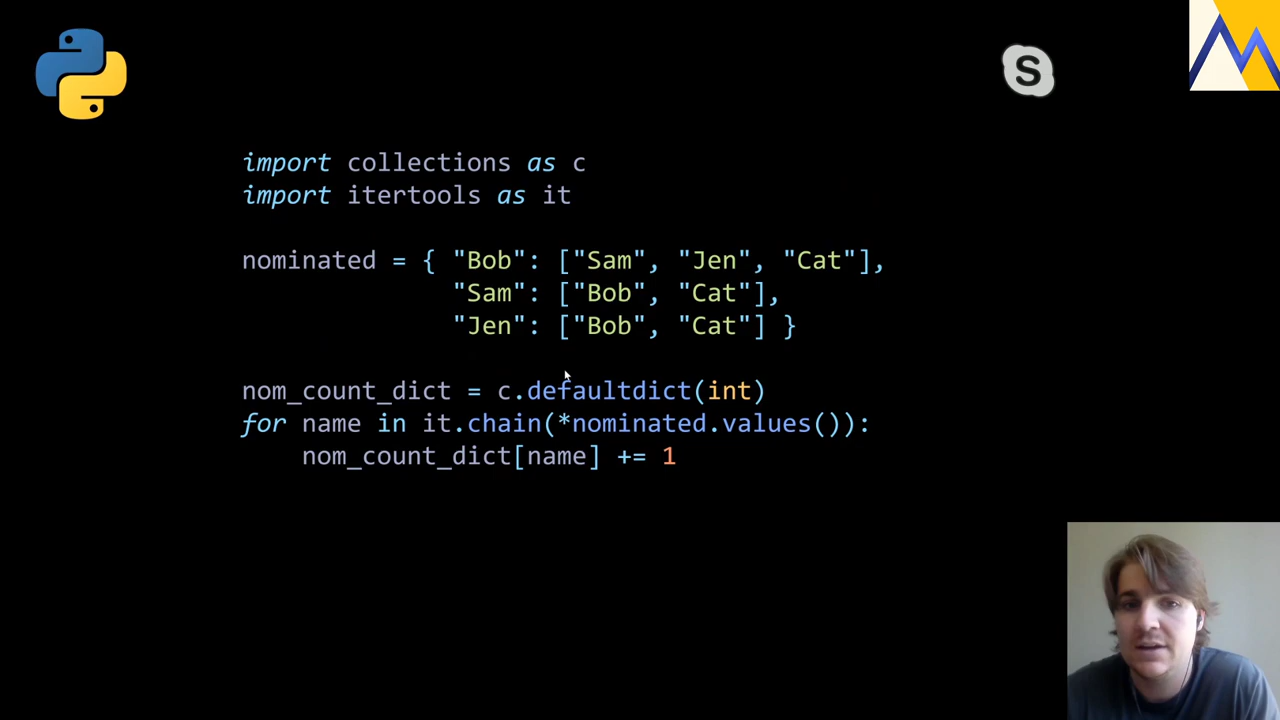 S
import collections as c
import itertools as it
nominated = { "Bob": ["Sam", "Jen", "Cat"],
"Sam": ["Bob", "Cat"],
"Jen": ["Bob", "Cat"] }
nom_count_dict = c.defaultdict(int)
for name in it.chain(*nominated.values()):
nom_count_dict[name] += 1